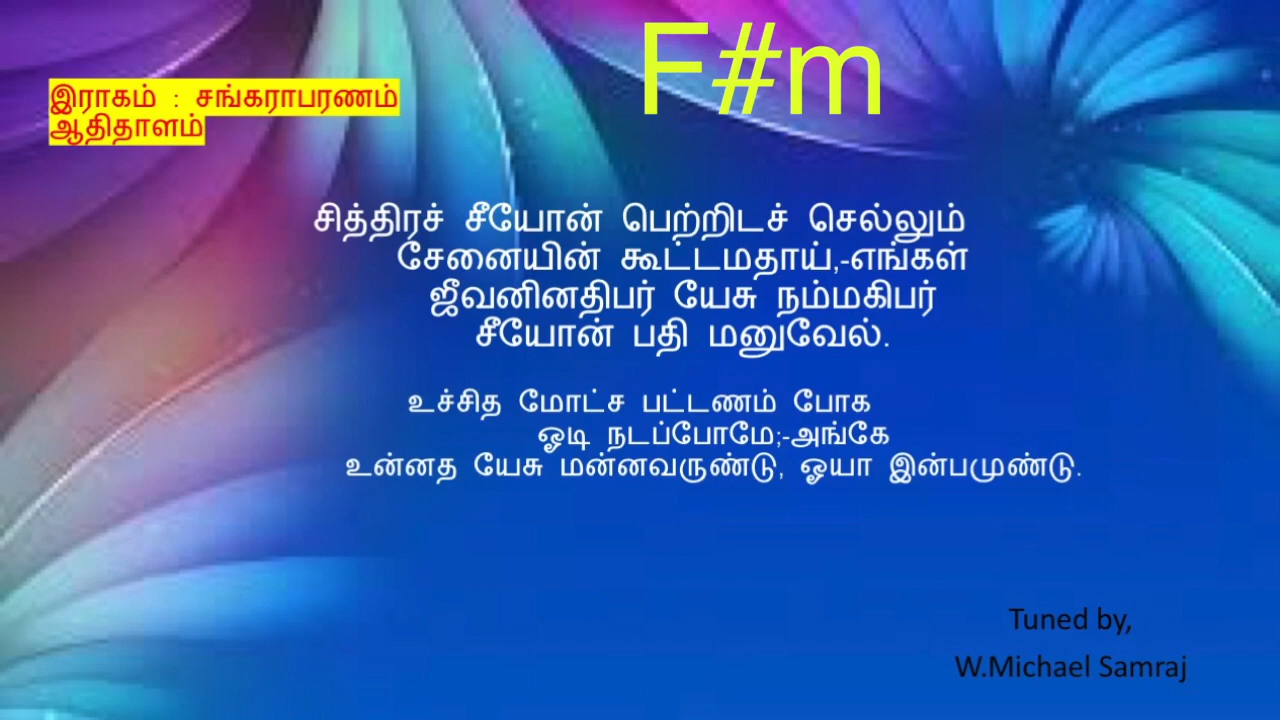 F#m
இராகம் : சங்கராபரணம்
ஆதிதாளம்
சித்திரச் சீயோன் பெற்றிடச் செல்லும்
சேனையின் கூட்டமதாய்,-எங்கள்
ஜீவனினதிபர் யேசு நம்மகிபர்
சீயோன் பதி மனுவேல்.
உச்சித மோட்ச பட்டணம் போக
ஓடி நடப்போமே;-அங்கே
உன்னத யேசு மன்னவருண்டு, ஓயா இன்பமுண்டு.
Tuned by,
W.Michael Samraj